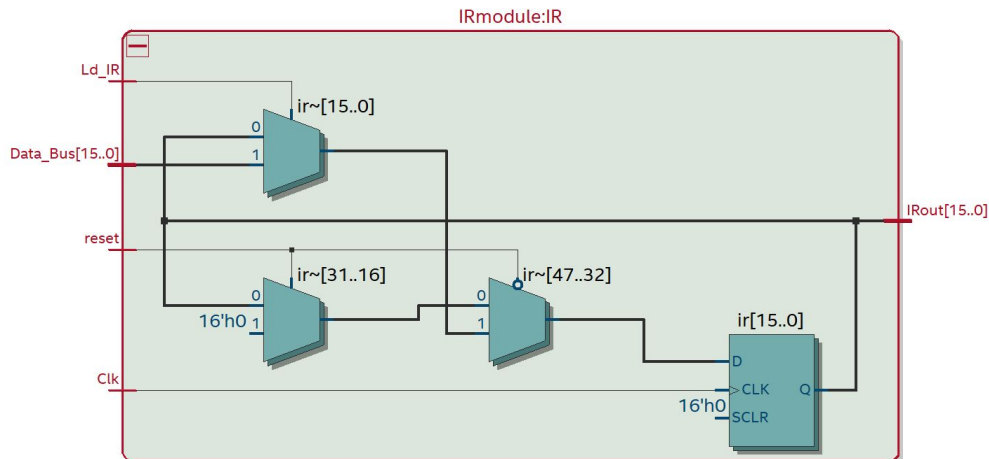 IRmodule:IR
Ld_IR
ir~[15..0]
0
Data_Bus[15..0]
1
IRout[15..0]
reset
ir~[31..16]
ir~[47..32]
0
0
16'h0
1
1
ir[15..0]
D
Clk
CLK
Q
16'h0
SCLR